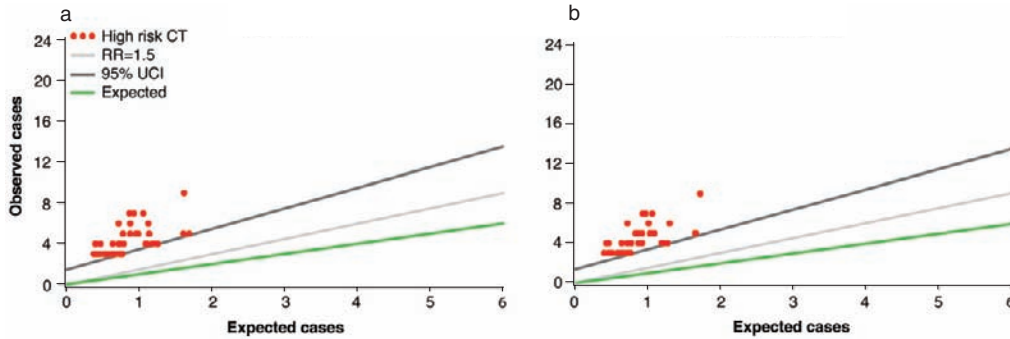 a
24
20
16
12
8
4
0
Observed cases
High risk CT
RR=1.5
95% UCI
Expected
0 1 2 3 4 5 6
Expected cases
b
24
20
16
12
8
4
0
0 1 2 3 4 5 6
Expected cases